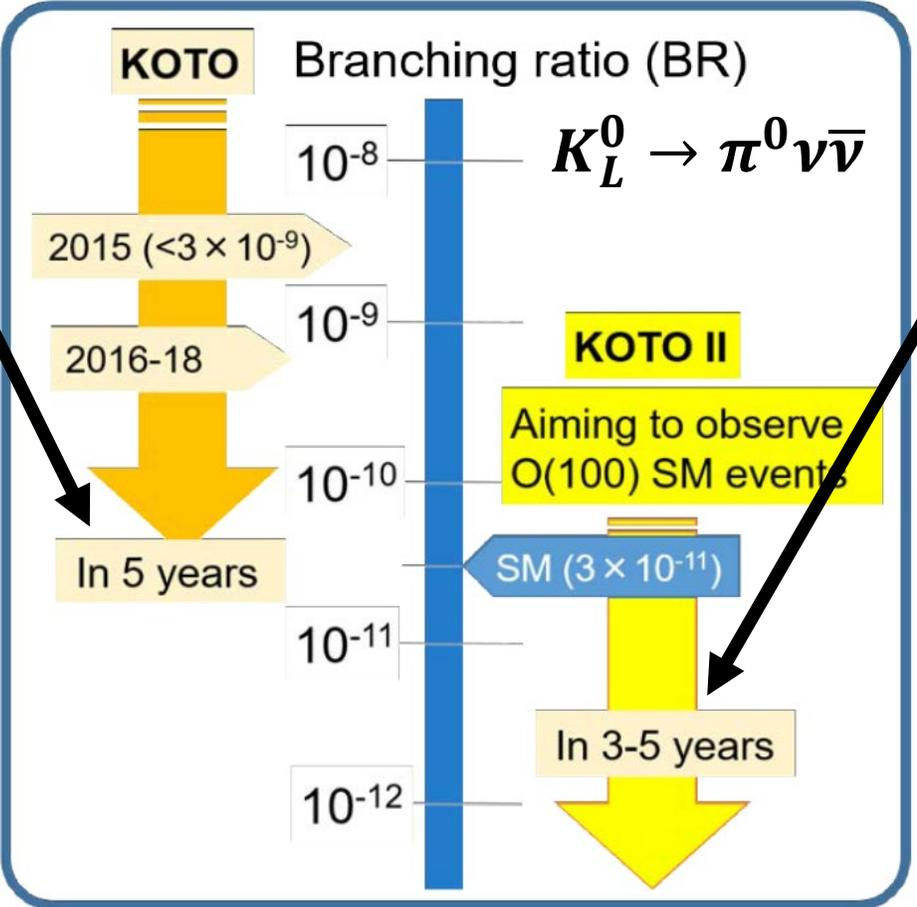 KOTO
Branching ratio (BR)
10⁻⁸
K⁰_L → π⁰νν̅
2015 (<3 × 10⁻⁹)
10⁻⁹
2016-18
KOTO II
Aiming to observe
O(100) SM events
10⁻¹⁰
In 5 years
SM (3 × 10⁻¹¹)
10⁻¹¹
In 3-5 years
10⁻¹²